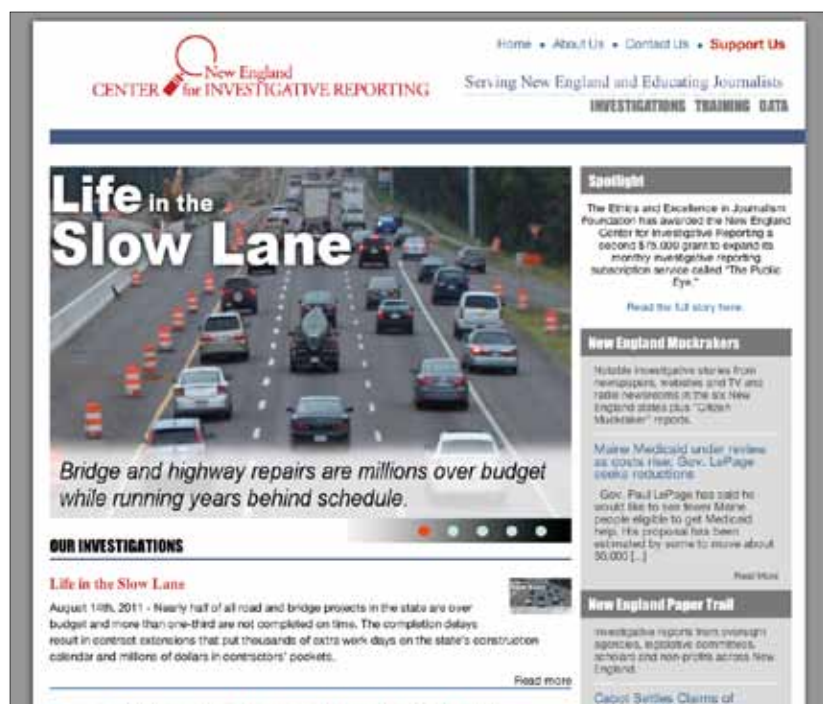 Home • About Us • Contact Us • Support Us
New England
CENTER for INVESTIGATIVE REPORTING
Serving New England and Educating Journalists
INVESTIGATIONS TRAINING DATA
Life in the
Slow Lane
Bridge and highway repairs are millions over budget
while running years behind schedule.
OUR INVESTIGATIONS
Life in the Slow Lane
August 14th, 2011 - Nearly half of all road and bridge projects in the state are over
budget and more than one-third are not completed on time. The completion delays
result in contract extensions that put thousands of extra work days on the state's construction
calendar and millions of dollars in contractors' pockets.
Read more
Spotlight
The Ethics and Excellence in Journalism
Foundation has awarded the New England
Center for Investigative Reporting a
second $75,000 grant to expand its
monthly investigative reporting
subscription service called "The Public
Eye."
Read the full story here.
New England Muckrakers
Notable investigative stories from
newspapers, websites and TV and
radio newsrooms in the six New
England states plus "Citizen
Muckraker" reports.
Maine Medicaid under review
as costs rise; Gov. LePage
seeks reductions
Gov. Paul LePage has said he
would like to see fewer Maine
people eligible to get Medicaid
help. His proposal has been
estimated by some to move about
[...]
Read More
New England Paper Trail
Investigative reports from oversight
agencies, legislative committees,
scholars and non-profits across New
England.
Cabot Settles Claims of